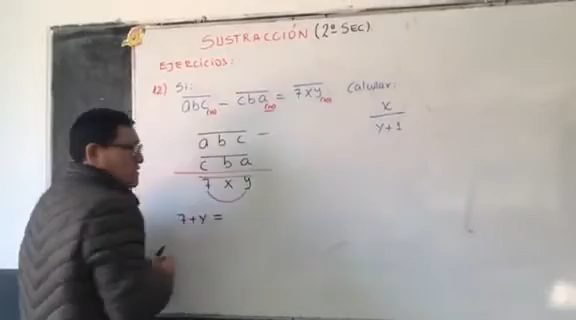 SUSTRACCIÓN (2º SEC)
EJERCICIOS:
12) Si: Calcular:
abc - cba = 7xy
x
y+1
a b c -
c b a
7 x y
7+y =